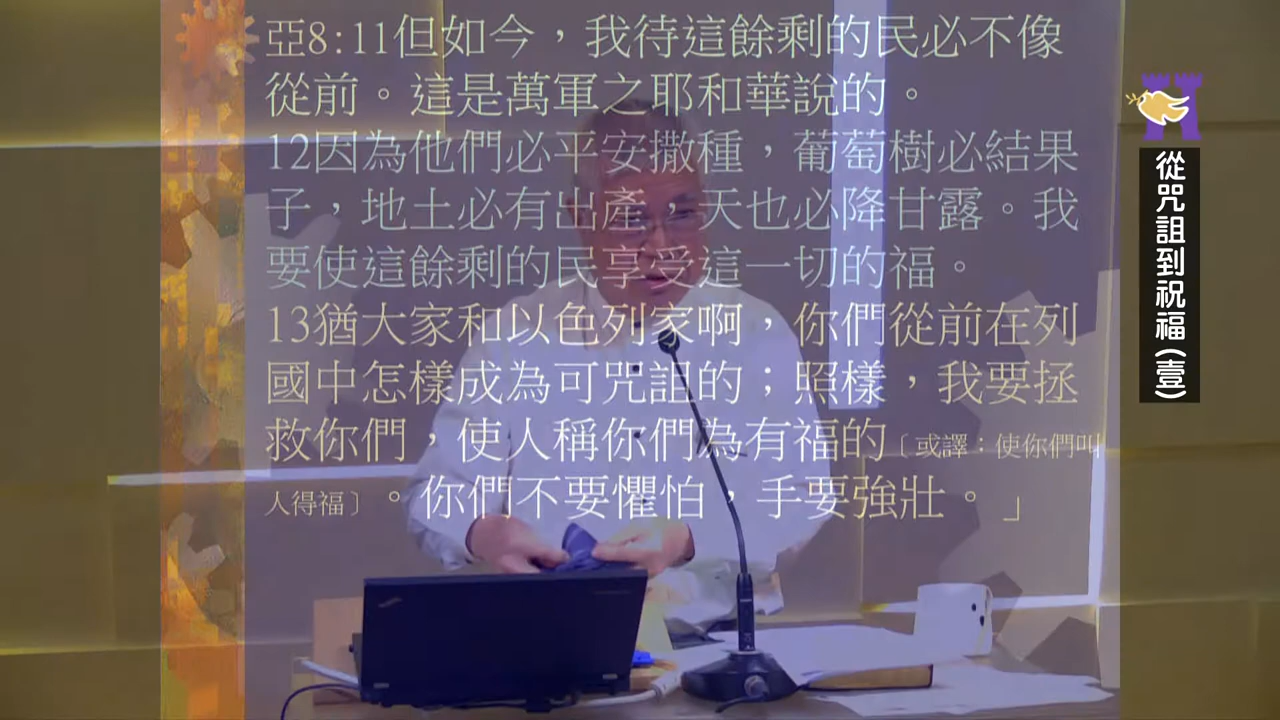 亞8:11但如今，我待這餘剩的民必不像
從前。這是萬軍之耶和華說的。
12因為他們必平安撒種，葡萄樹必結果
子，地土必有出產，天也必降甘露。我
要使這餘剩的民享受這一切的福。
13猶大家和以色列家啊，你們從前在列
國中怎樣成為可咒詛的；照樣，我要拯
救你們，使人稱你們為有福的〔或譯：使你們叫
人得福〕。你們不要懼怕，手要強壯。」
從咒詛到祝福(壹)